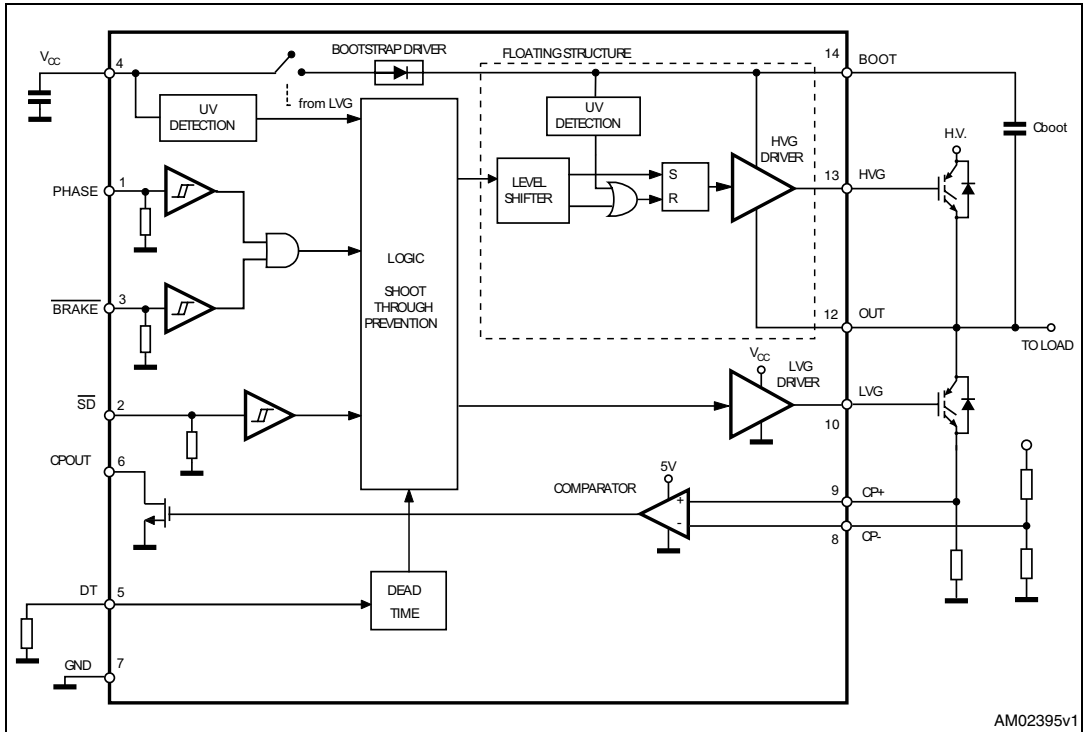 BOOTSTRAP DRIVER
FLOATING STRUCTURE
VCC
4
14
BOOT
from LVG
UV
DETECTION
UV
DETECTION
Cboot
H.V.
HVG
DRIVER
PHASE
1
LEVEL
SHIFTER
S
R
13
HVG
LOGIC
SHOOT
THROUGH
PREVENTION
BRAKE
3
12
OUT
TO LOAD
VCC
LVG
DRIVER
LVG
SD
2
10
CPOUT
6
5V
COMPARATOR
+
-
9
CP+
8
CP-
DT
5
DEAD
TIME
GND
7
AM02395v1